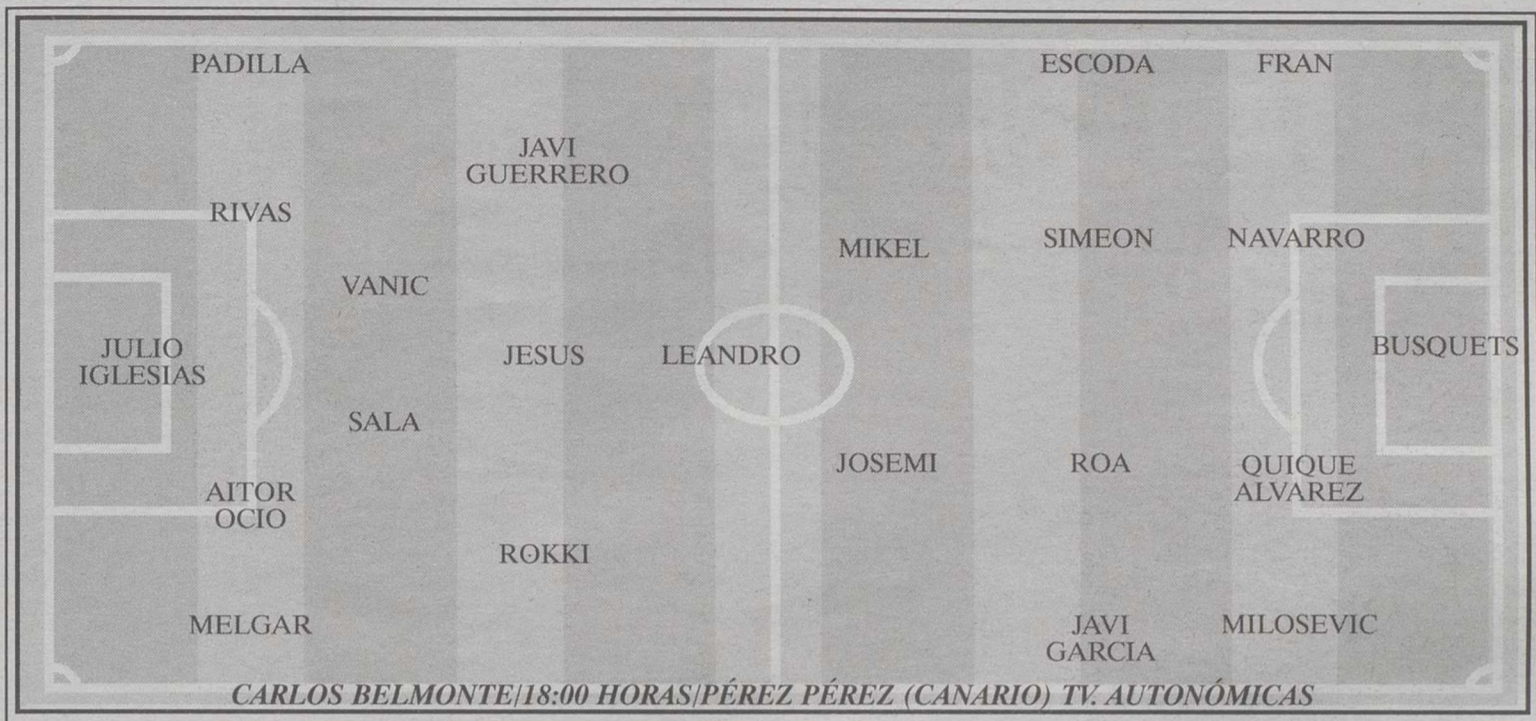 PADILLA
ESCODA
FRAN
JAVI
GUERRERO
RIVAS
MIKEL
SIMEON
NAVARRO
VANIC
JULIO
IGLESIAS
JESUS
LEANDRO
BUSQUETS
SALA
JOSEMI
ROA
QUIQUE
ALVAREZ
AITOR
OCIO
ROKKI
MELGAR
JAVI
GARCIA
MILOSEVIC
CARLOS BELMONTE/18:00 HORAS/PÉREZ PÉREZ (CANARIO) TV. AUTONÓMICAS